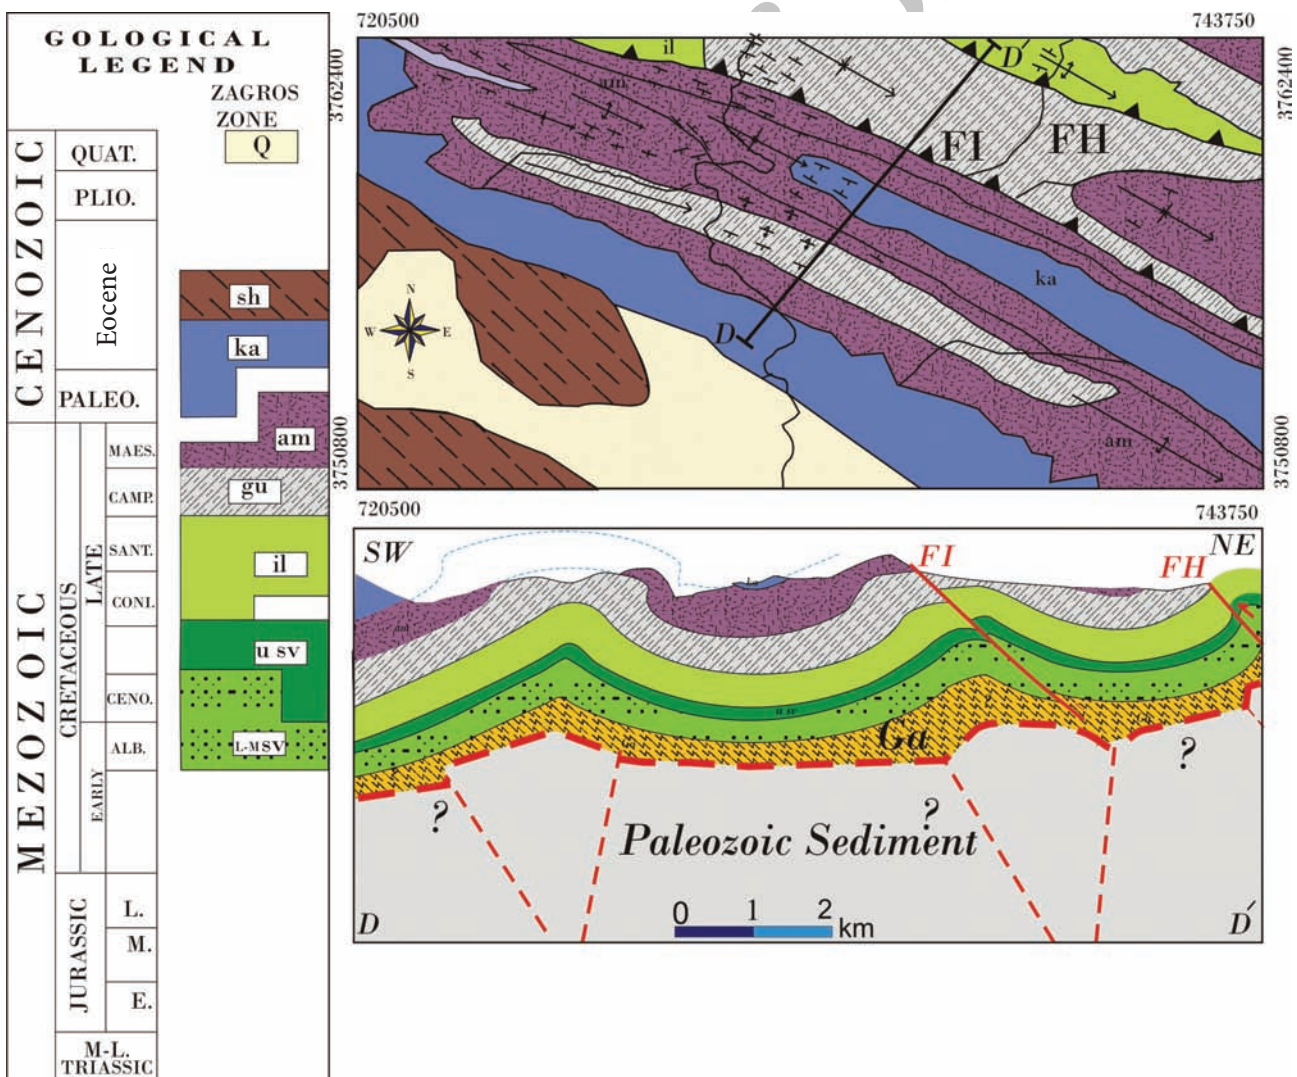 GOLOGICAL
LEGEND
ZAGROS
ZONE
Q
CENOZOIC
QUAT.
PLIO.
Eocene
PALEO.
sh
ka
am
gu
il
u sv
L-Msv
MEZOZOIC
CRETACEOUS
LATE
EARLY
MAES.
CAMP.
SANT.
CONI.
CENO.
ALB.
JURASSIC
L.
M.
E.
M-L.
TRIASSIC
720500
743750
3762400
3762400
il
am
D
FI
FH
ka
N
W
E
S
D
am
3750800
3750800
720500
743750
SW
NE
FI
FH
Ga
?
?
?
Paleozoic Sediment
0 1 2
km
D
D′